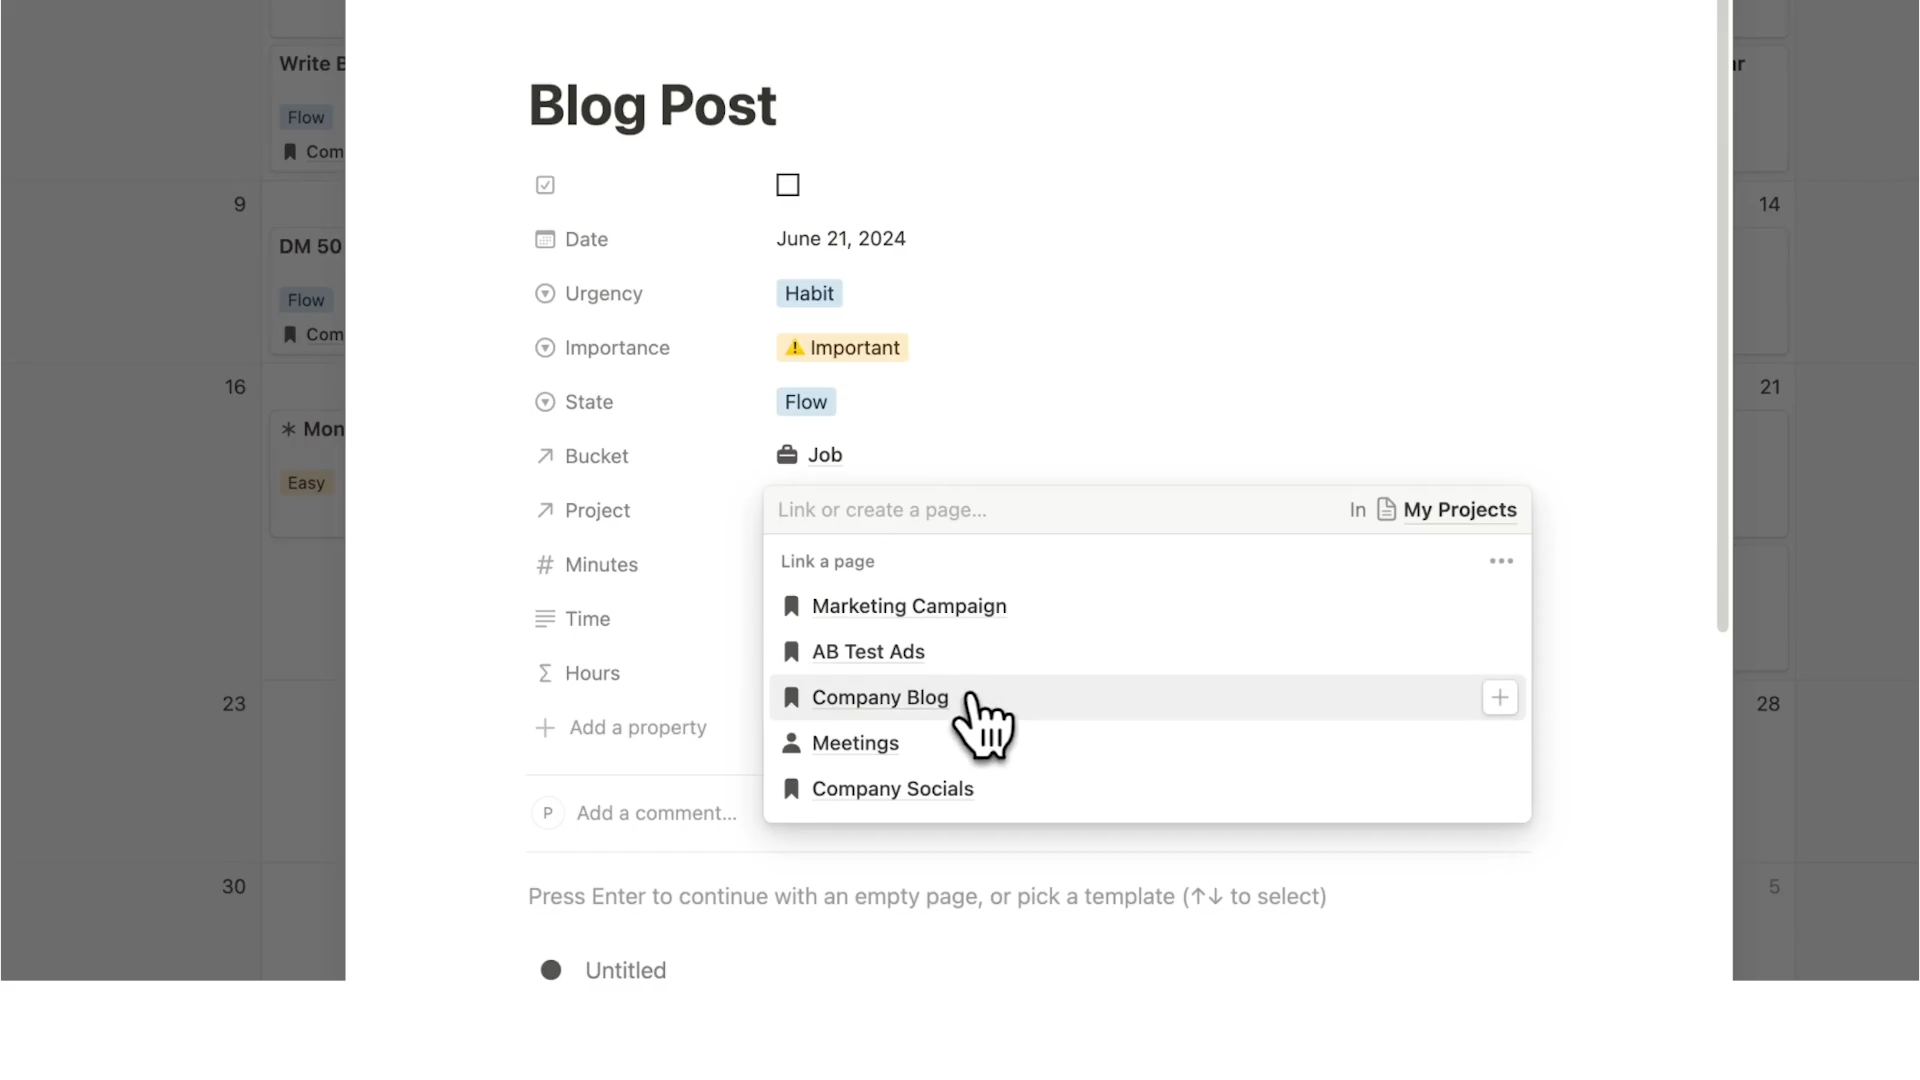 Write B
Flow
Com
9
DM 50
Flow
Com
16
Mon
Easy
23
30
Blog Post
Date
June 21, 2024
Urgency
Habit
Importance
⚠️ Important
State
Flow
Bucket
Job
Project
Link or create a page...
In My Projects
Minutes
Link a page
Marketing Campaign
Time
AB Test Ads
Hours
Company Blog
Add a property
Meetings
Company Socials
P
Add a comment...
Press Enter to continue with an empty page, or pick a template (↑↓ to select)
Untitled
14
21
28
5